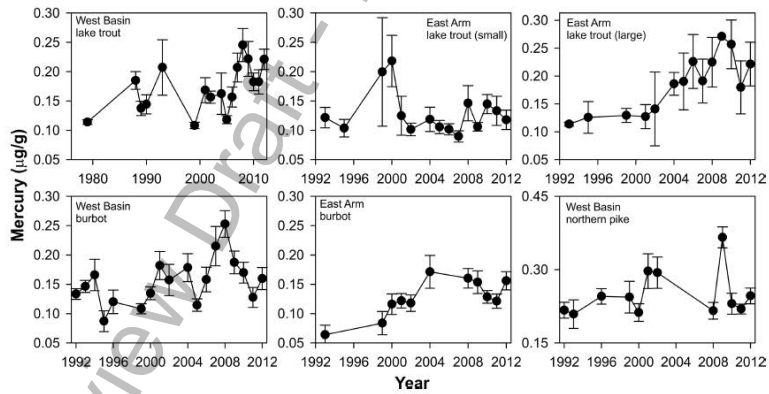 West Basin
lake trout
0.30
0.25
0.20
0.15
0.10
0.05
1980 1990 2000 2010
East Arm
lake trout (small)
0.30
0.25
0.20
0.15
0.10
0.05
1992 1996 2000 2004 2008 2012
East Arm
lake trout (large)
0.30
0.25
0.20
0.15
0.10
0.05
1992 1996 2000 2004 2008 2012
Mercury (µg/g)
West Basin
burbot
0.30
0.25
0.20
0.15
0.10
0.05
1992 1996 2000 2004 2008 2012
East Arm
burbot
0.30
0.25
0.20
0.15
0.10
0.05
1992 1996 2000 2004 2008 2012
West Basin
northern pike
0.45
0.30
0.15
1992 1996 2000 2004 2008 2012
Year
view Draft -